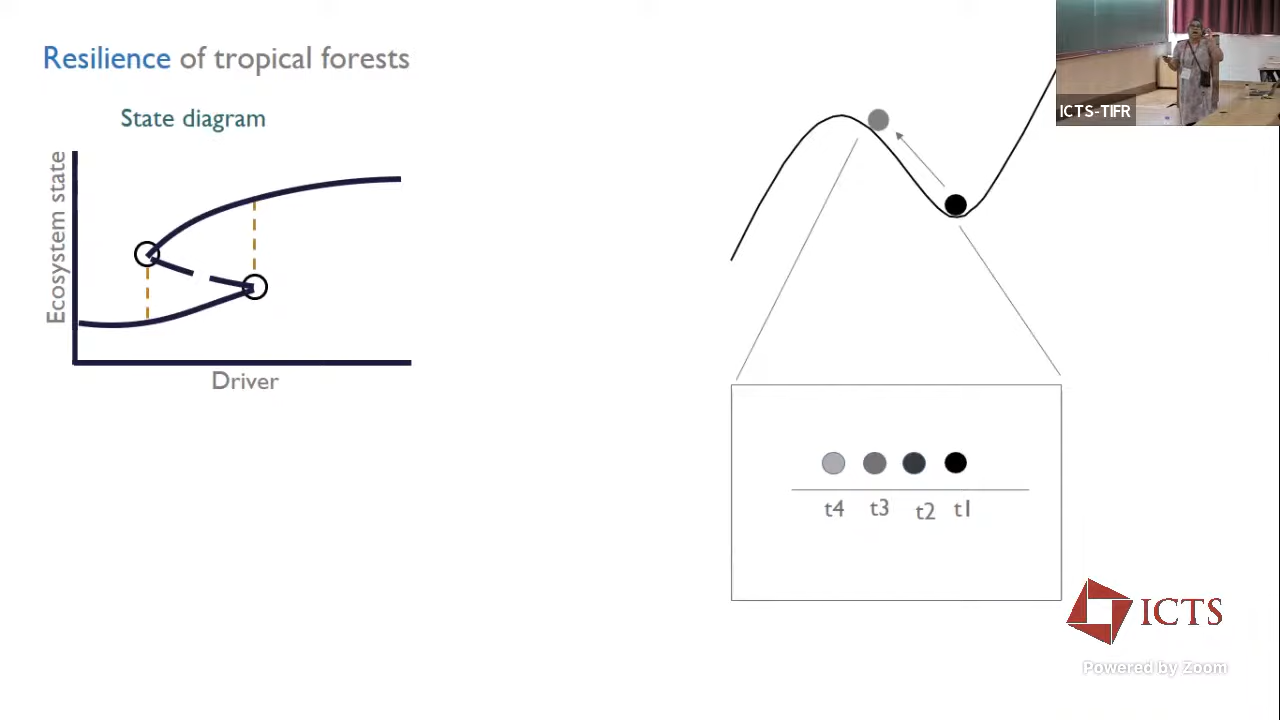 Resilience of tropical forests
State diagram
Ecosystem state
Driver
t4 t3 t2 t1
ICTS-TIFR
ICTS
Powered by Zoom